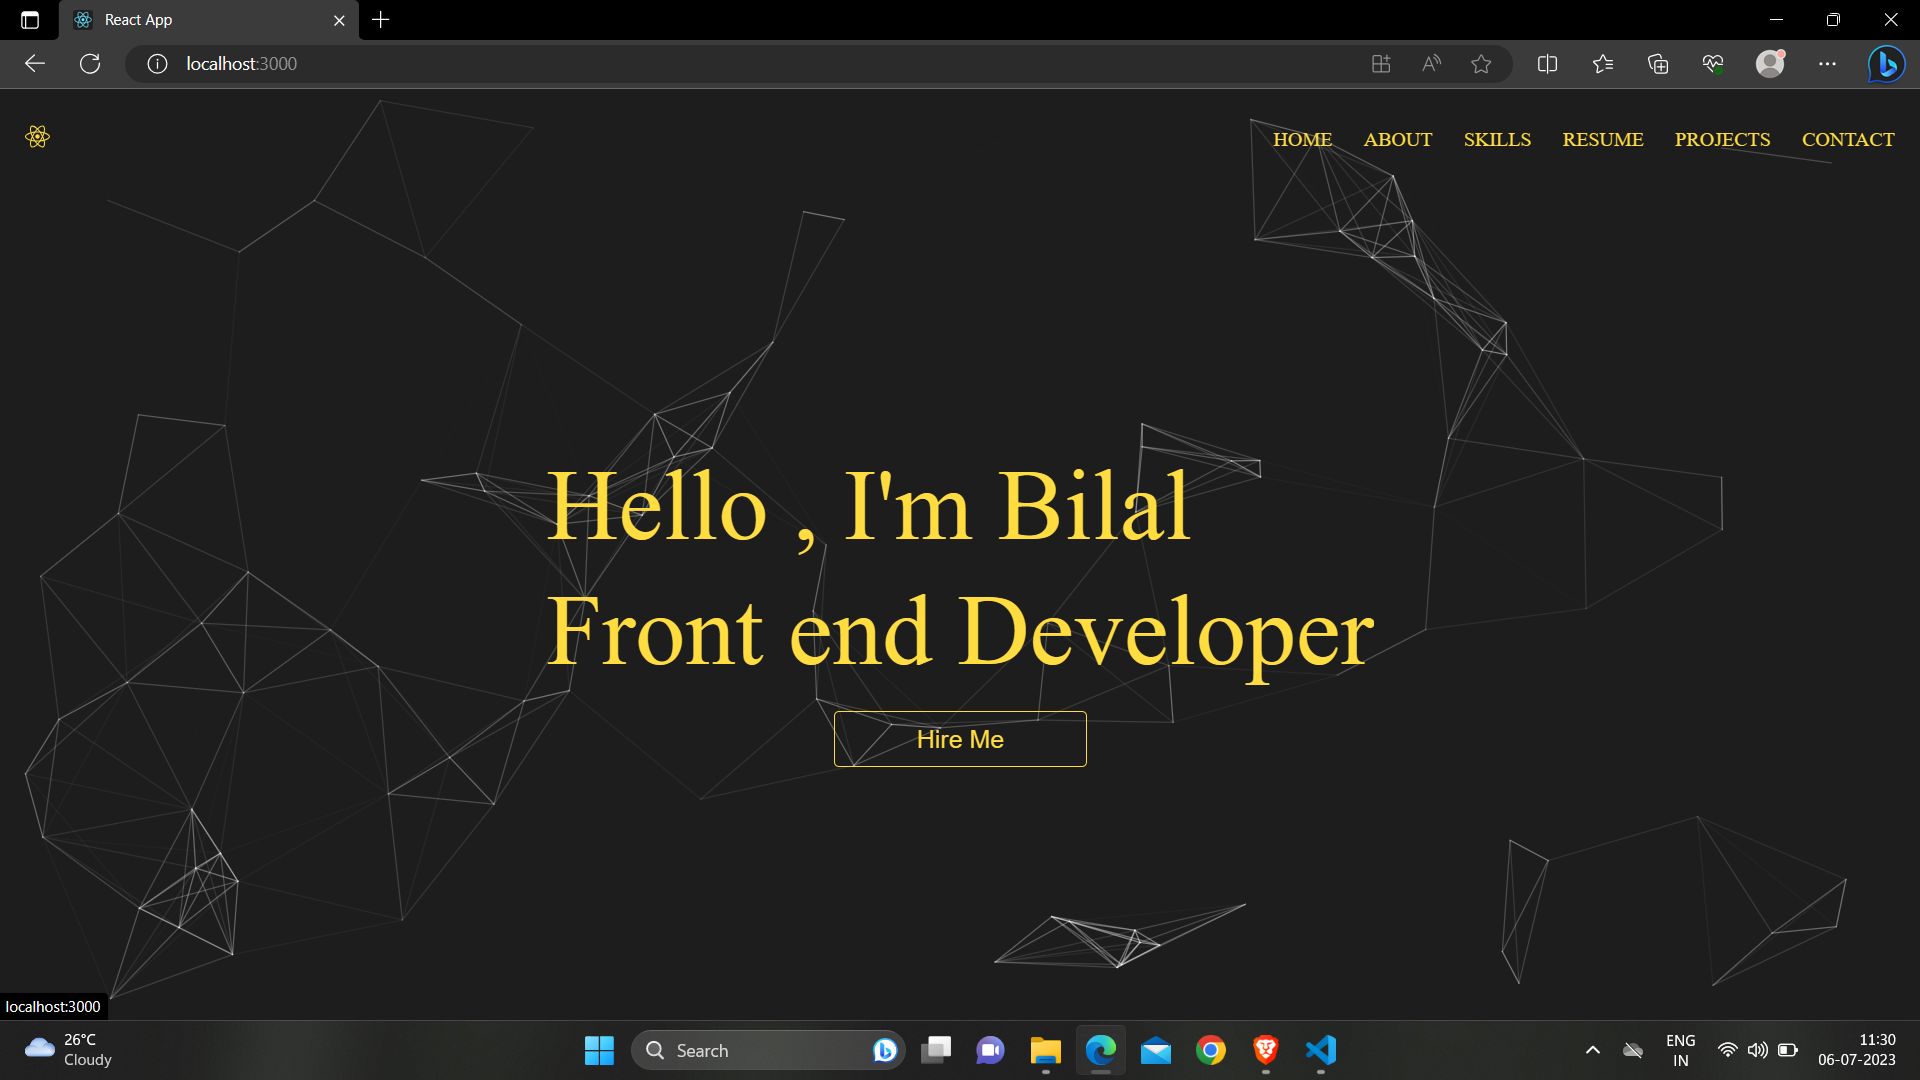 React App
localhost:3000
HOME ABOUT SKILLS RESUME PROJECTS CONTACT
Hello , I'm Bilal
Front end Developer
Hire Me
localhost:3000
26°C
Cloudy
Search
ENG
IN
11:30
06-07-2023